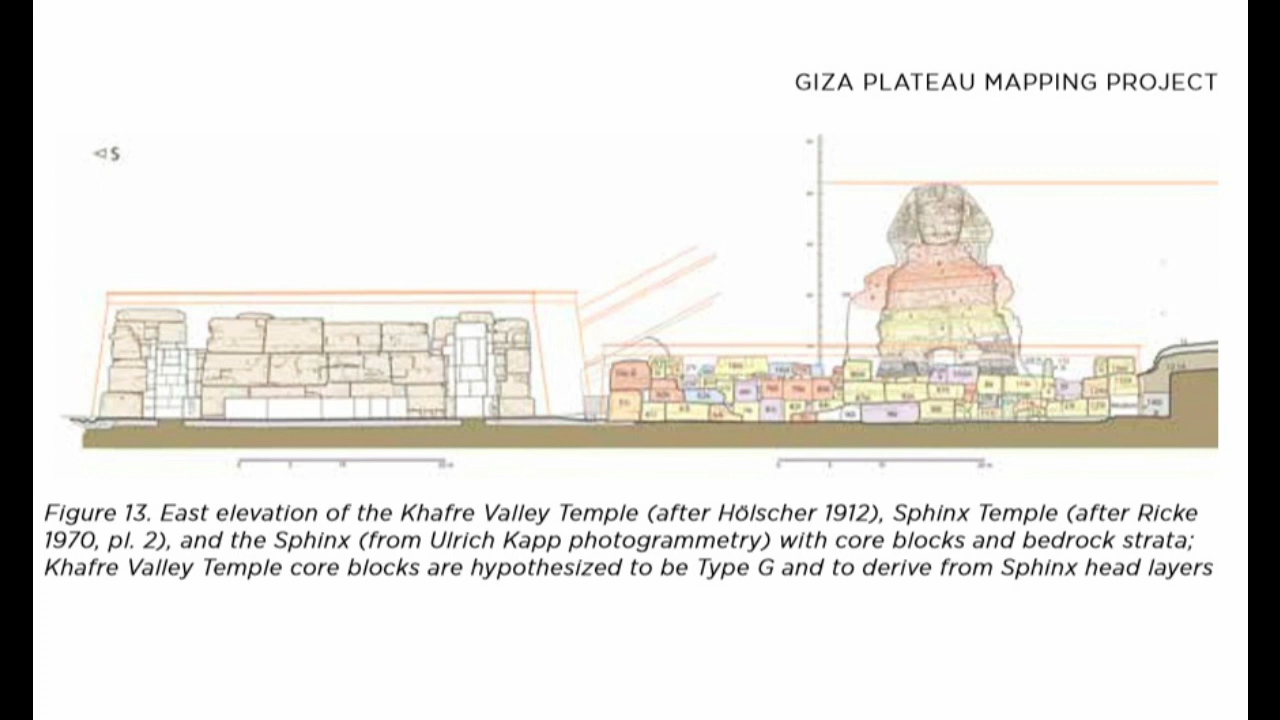 GIZA PLATEAU MAPPING PROJECT
S
Figure 13. East elevation of the Khafre Valley Temple (after Hölscher 1912), Sphinx Temple (after Ricke
1970, pl. 2), and the Sphinx (from Ulrich Kapp photogrammetry) with core blocks and bedrock strata;
Khafre Valley Temple core blocks are hypothesized to be Type G and to derive from Sphinx head layers